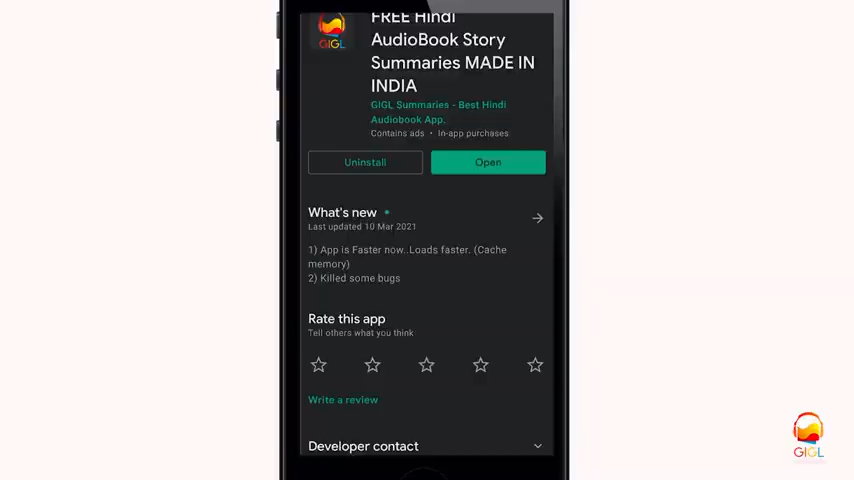 FREE Hindi
AudioBook Story
Summaries MADE IN
INDIA
GIGL
GIGL Summaries - Best Hindi
Audiobook App.
Contains ads • In-app purchases
Uninstall
Open
What's new •
Last updated 10 Mar 2021
1) App is Faster now..Loads faster. (Cache
memory)
2) Killed some bugs
Rate this app
Tell others what you think
Write a review
Developer contact
GIGL